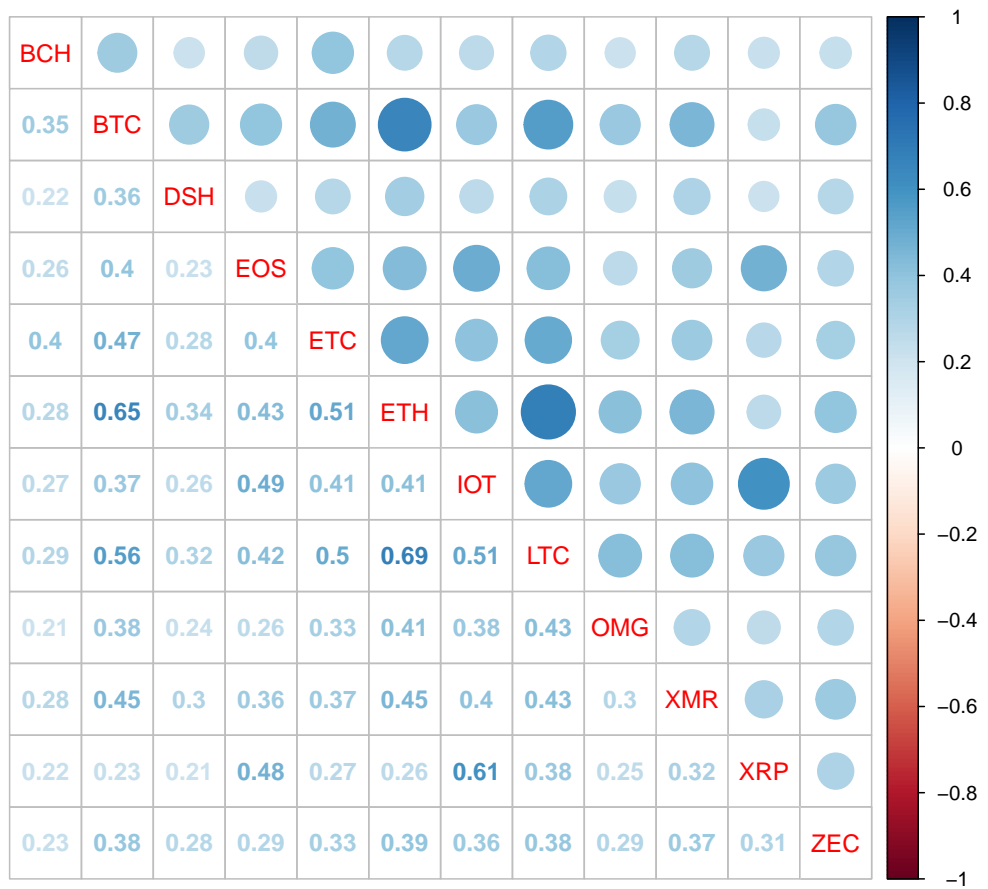 BCH
0.35 BTC
0.22 0.36 DSH
0.26 0.4 0.23 EOS
0.4 0.47 0.28 0.4 ETC
0.28 0.65 0.34 0.43 0.51 ETH
0.27 0.37 0.26 0.49 0.41 0.41 IOT
0.29 0.56 0.32 0.42 0.5 0.69 0.51 LTC
0.21 0.38 0.24 0.26 0.33 0.41 0.38 0.43 OMG
0.28 0.45 0.3 0.36 0.37 0.45 0.4 0.43 0.3 XMR
0.22 0.23 0.21 0.48 0.27 0.26 0.61 0.38 0.25 0.32 XRP
0.23 0.38 0.28 0.29 0.33 0.39 0.36 0.38 0.29 0.37 0.31 ZEC
1
0.8
0.6
0.4
0.2
0
−0.2
−0.4
−0.6
−0.8
−1